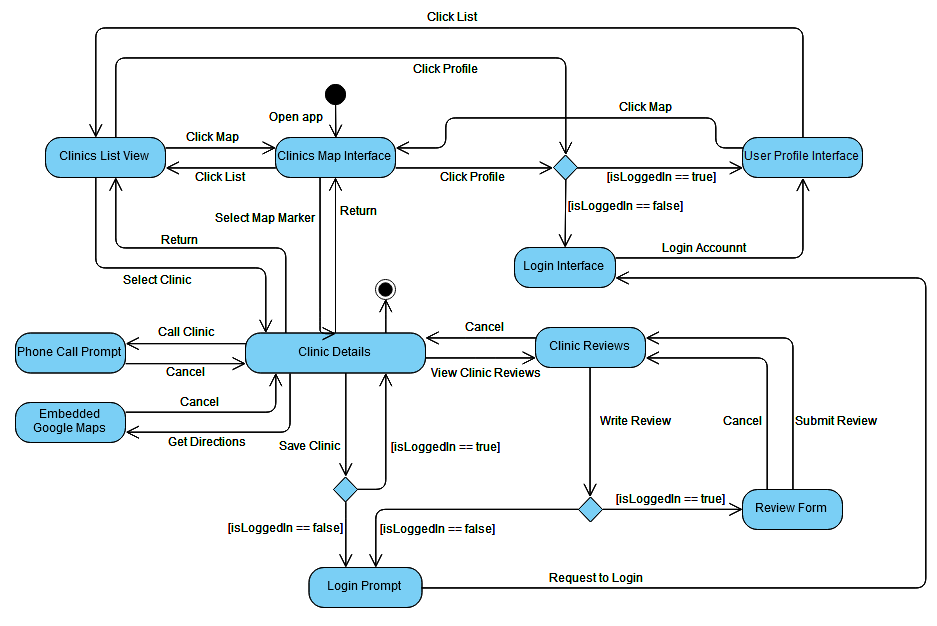 Click List
Click Profile
Open app
Click Map
Click Map
Clinics List View
Clinics Map Interface
User Profile Interface
Click List
Click Profile
[isLoggedIn == true]
[isLoggedIn == false]
Select Map Marker
Return
Return
Login Accounnt
Login Interface
Select Clinic
Call Clinic
Cancel
Phone Call Prompt
Clinic Details
Clinic Reviews
Cancel
View Clinic Reviews
Cancel
Embedded
Google Maps
Get Directions
Save Clinic
[isLoggedIn == true]
Write Review
Cancel
Submit Review
[isLoggedIn == true]
Review Form
[isLoggedIn == false]
[isLoggedIn == false]
Login Prompt
Request to Login